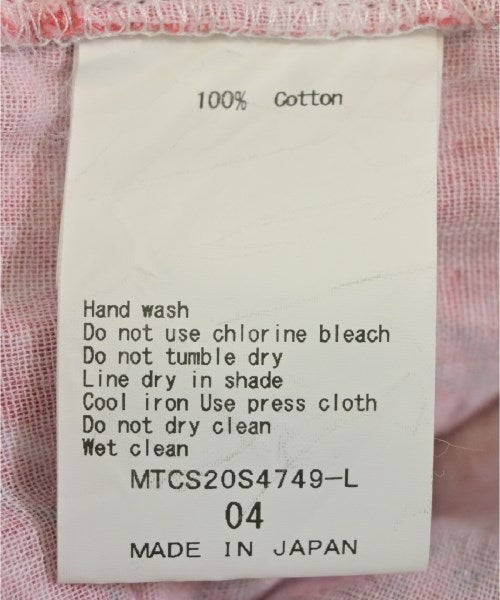 100% Cotton
Hand wash
Do not use chlorine bleach
Do not tumble dry
Line dry in shade
Cool iron Use press cloth
Do not dry clean
Wet clean
MTCS20S4749-L
04
MADE IN JAPAN